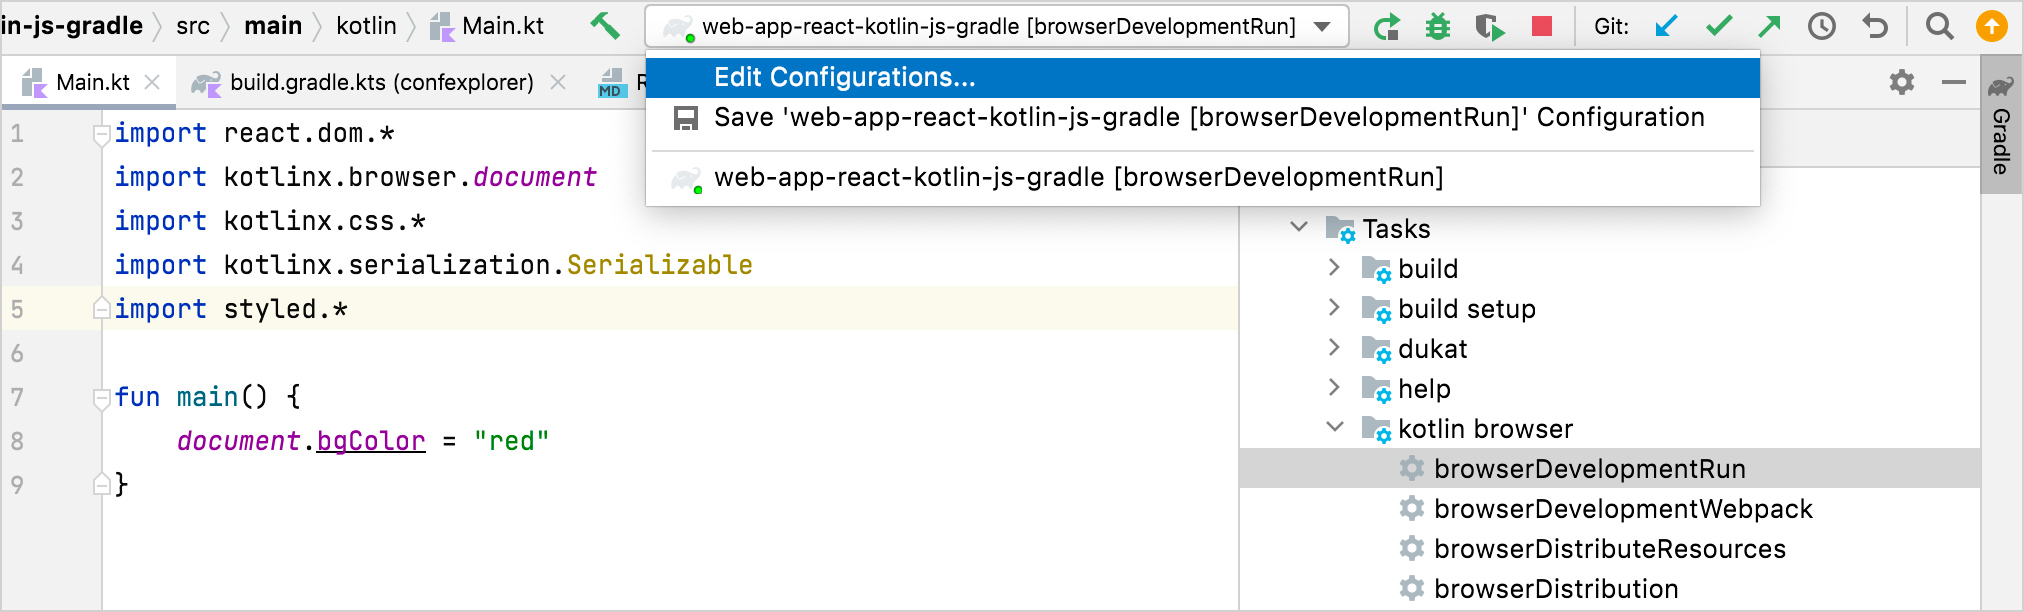 in-js-gradle src main kotlin Main.kt web-app-react-kotlin-js-gradle [browserDevelopmentRun] Git:
Main.kt build.gradle.kts (confexplorer) MD R
Edit Configurations...
Save 'web-app-react-kotlin-js-gradle [browserDevelopmentRun]' Configuration
web-app-react-kotlin-js-gradle [browserDevelopmentRun]
1 import react.dom.*
2 import kotlinx.browser.document
3 import kotlinx.css.*
4 import kotlinx.serialization.Serializable
5 import styled.*
6
7 fun main() {
8 document.bgColor = "red"
9 }
Tasks
build
build setup
dukat
help
kotlin browser
browserDevelopmentRun
browserDevelopmentWebpack
browserDistributeResources
browserDistribution
Gradle